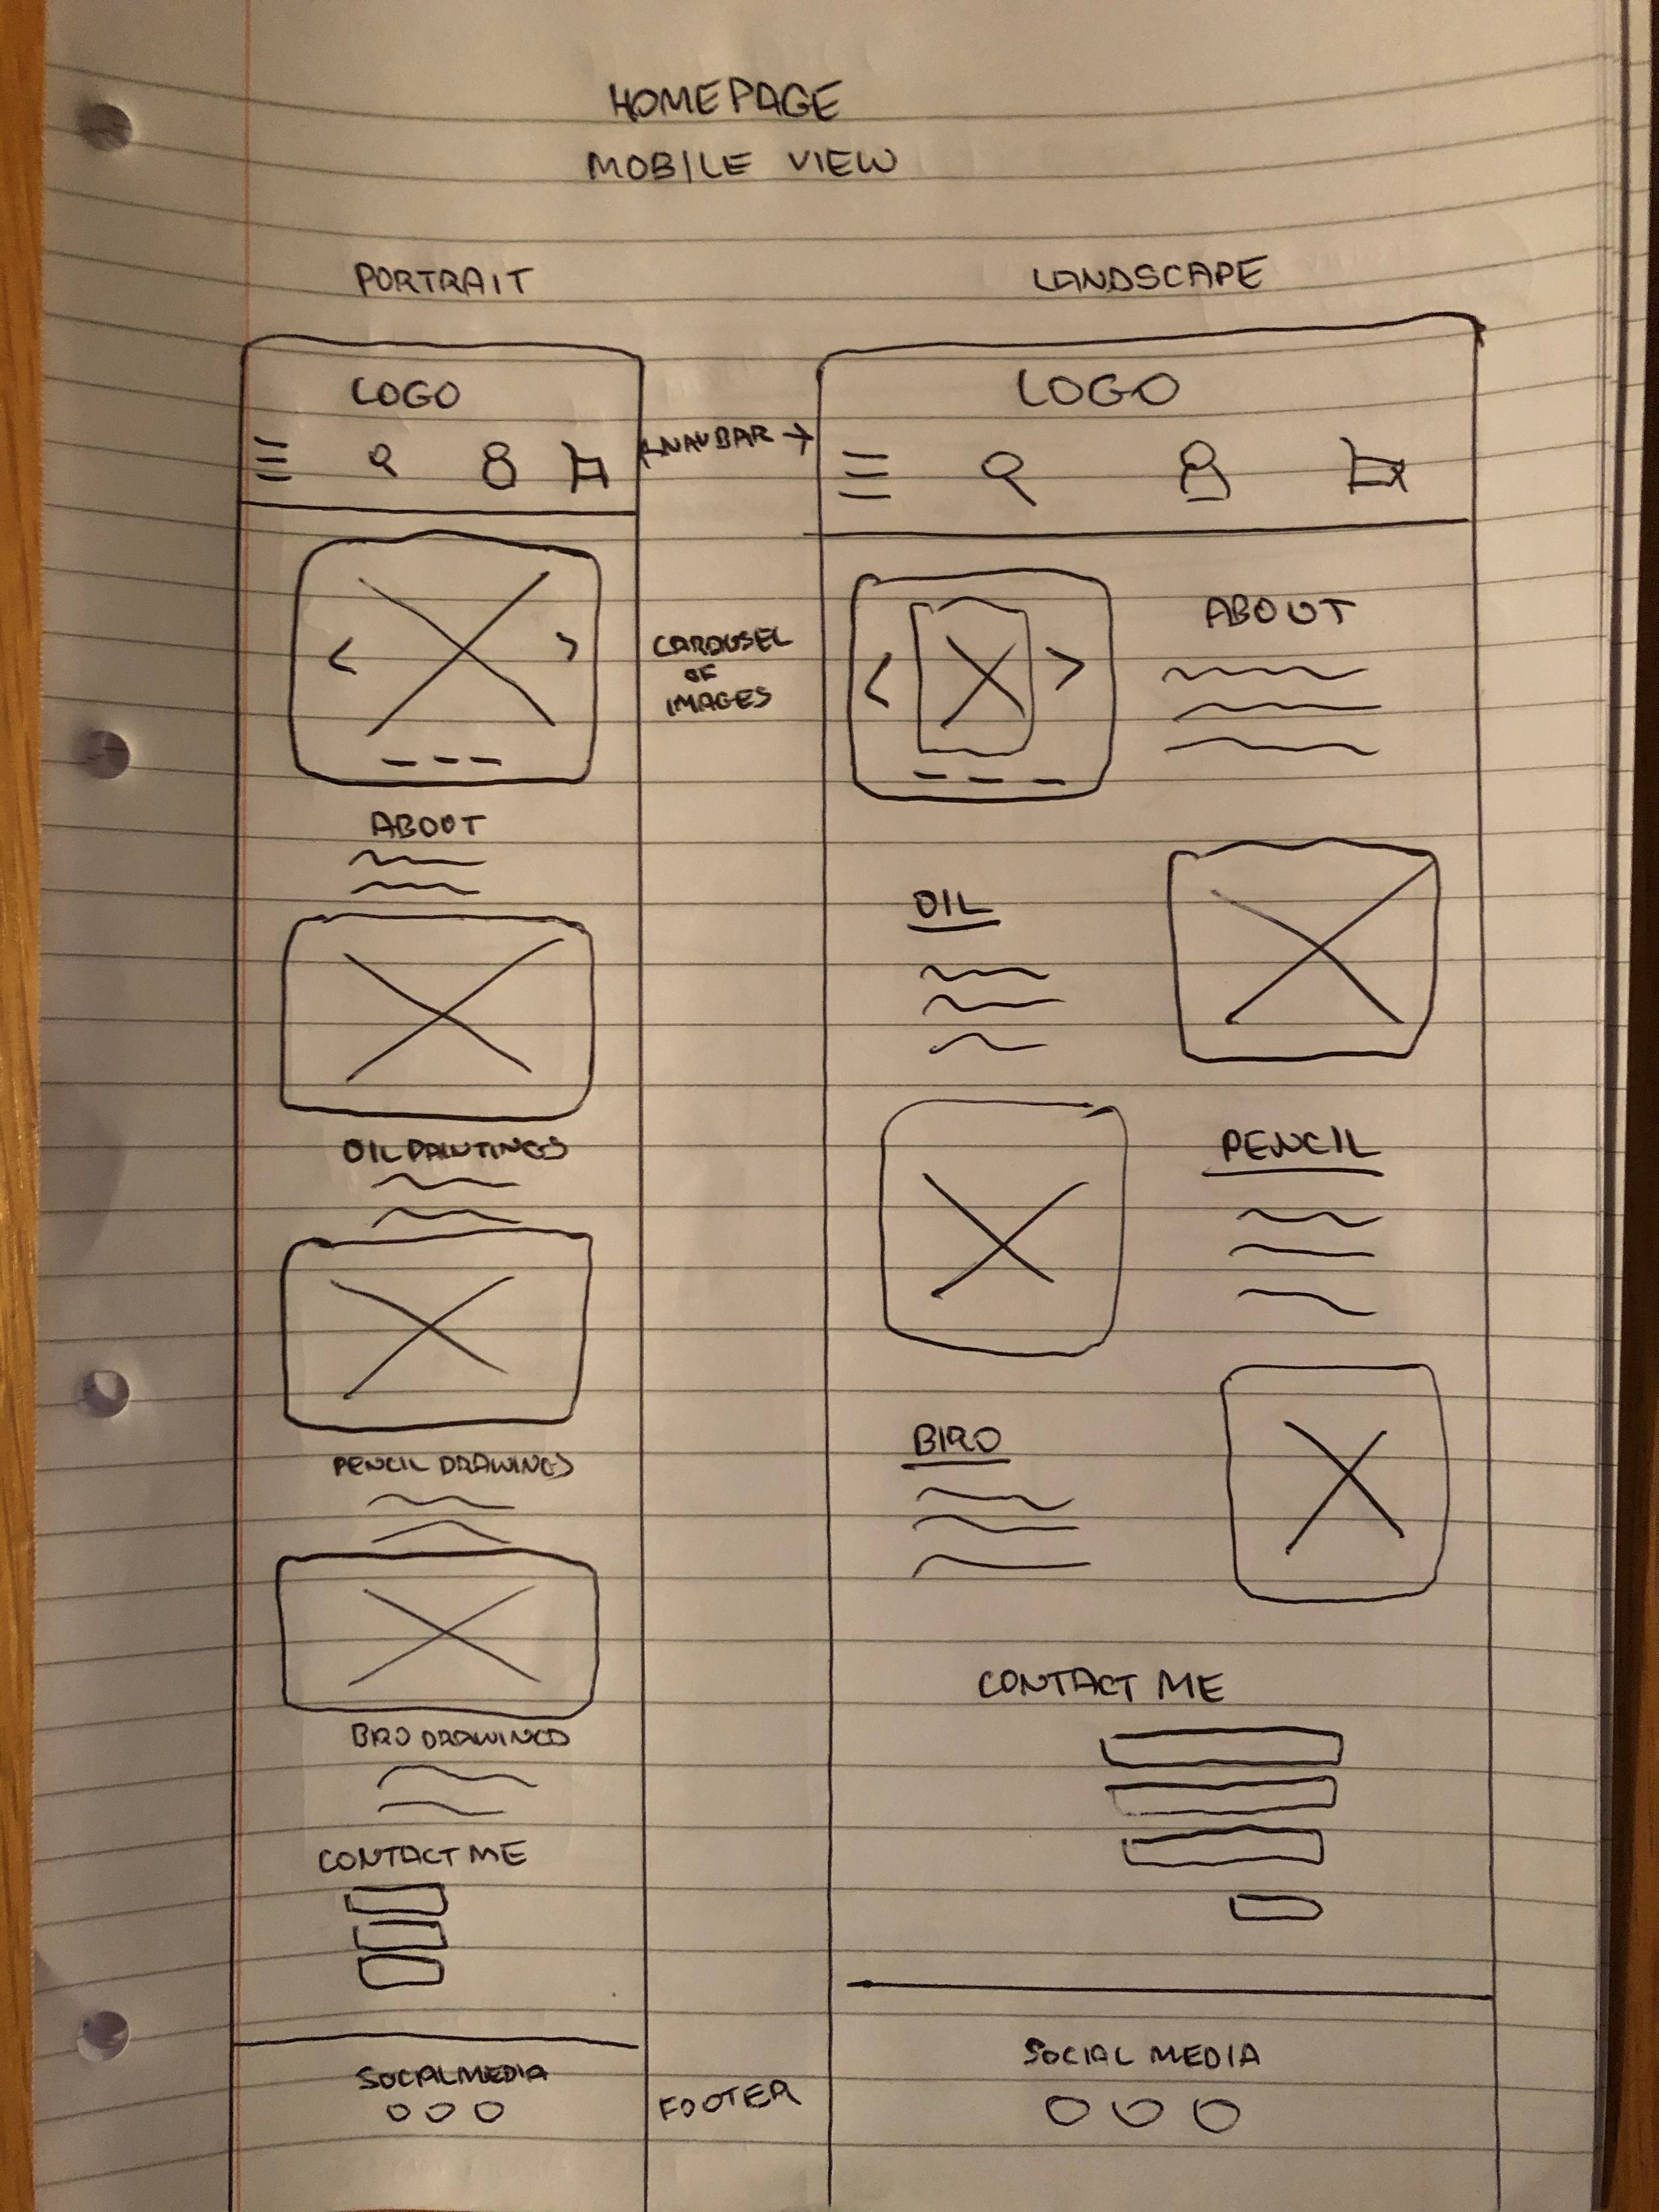 HOMEPAGE
MOBILE VIEW
PORTRAIT
LOGO
ABOUT
OIL PAINTINGS
PENCIL DRAWINGS
BIRO DRAWINGS
CONTACT ME
SOCIAL MEDIA
NAVBAR →
CAROUSEL
OF
IMAGES
FOOTER
LANDSCAPE
LOGO
ABOUT
OIL
PENCIL
BIRO
CONTACT ME
SOCIAL MEDIA